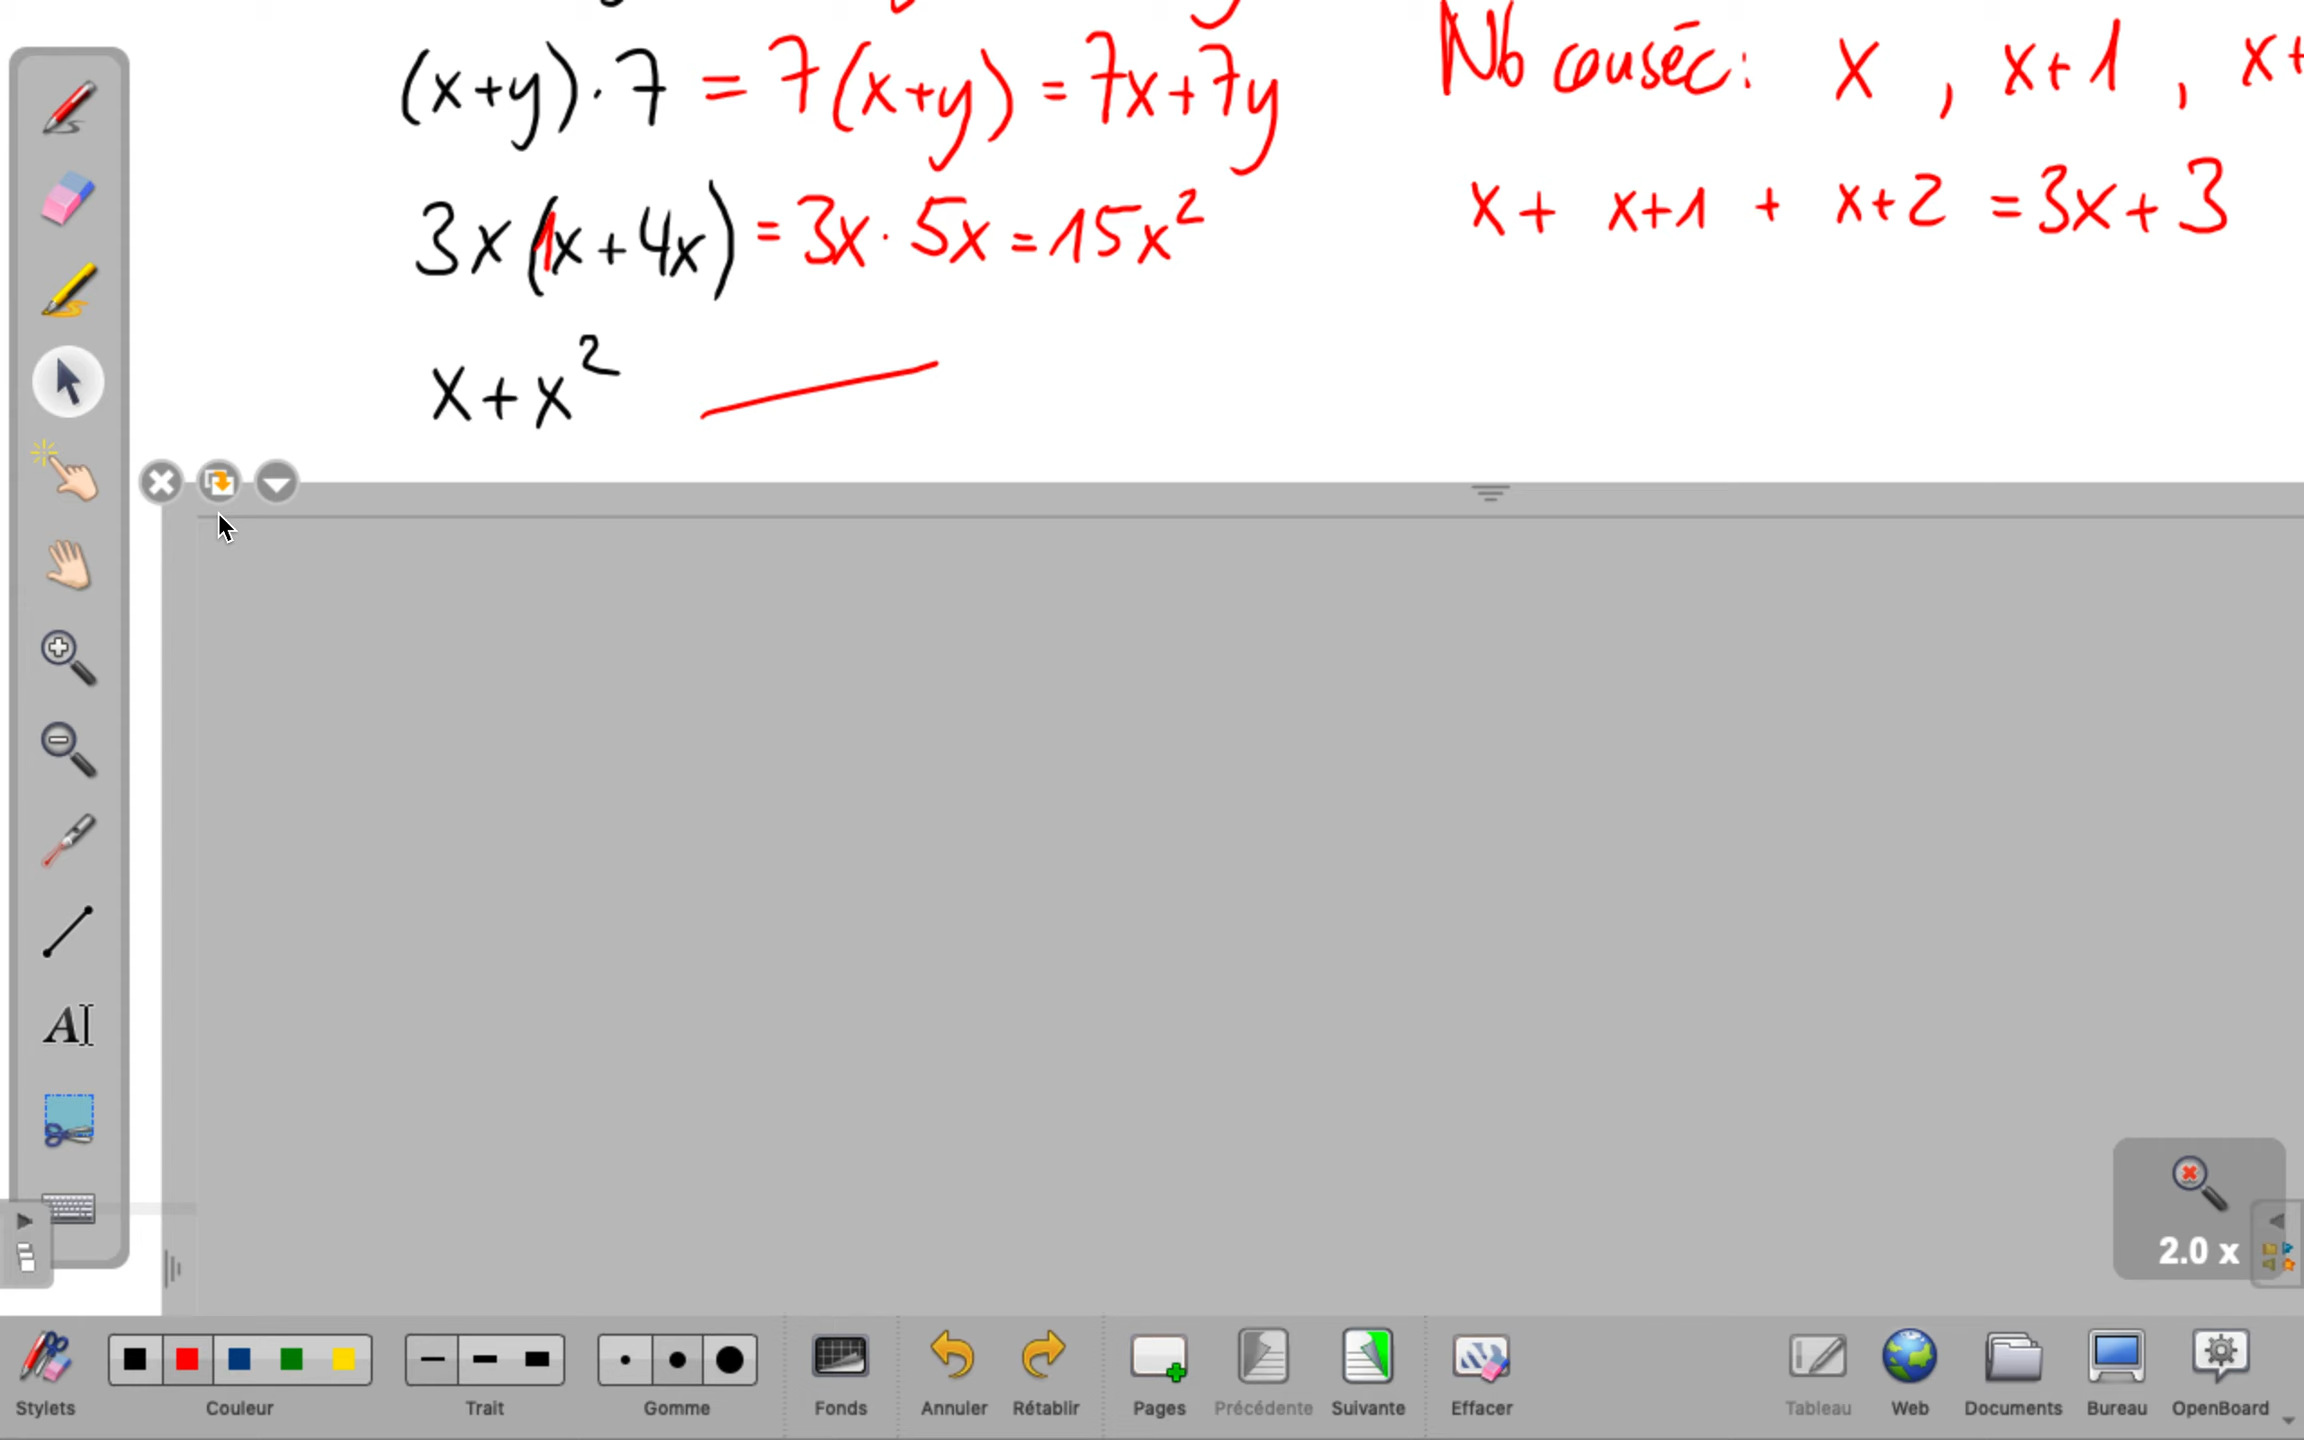 (x+y)·7 = 7(x+y) = 7x+7y
3x(1x+4x) = 3x·5x = 15x²
x+x²
Nb conséc: x , x+1 , x+
x+ x+1 + x+2 = 3x+3
2.0 x
Stylets Couleur Trait Gomme Fonds Annuler Rétablir Pages Précédente Suivante Effacer Tableau Web Documents Bureau OpenBoard